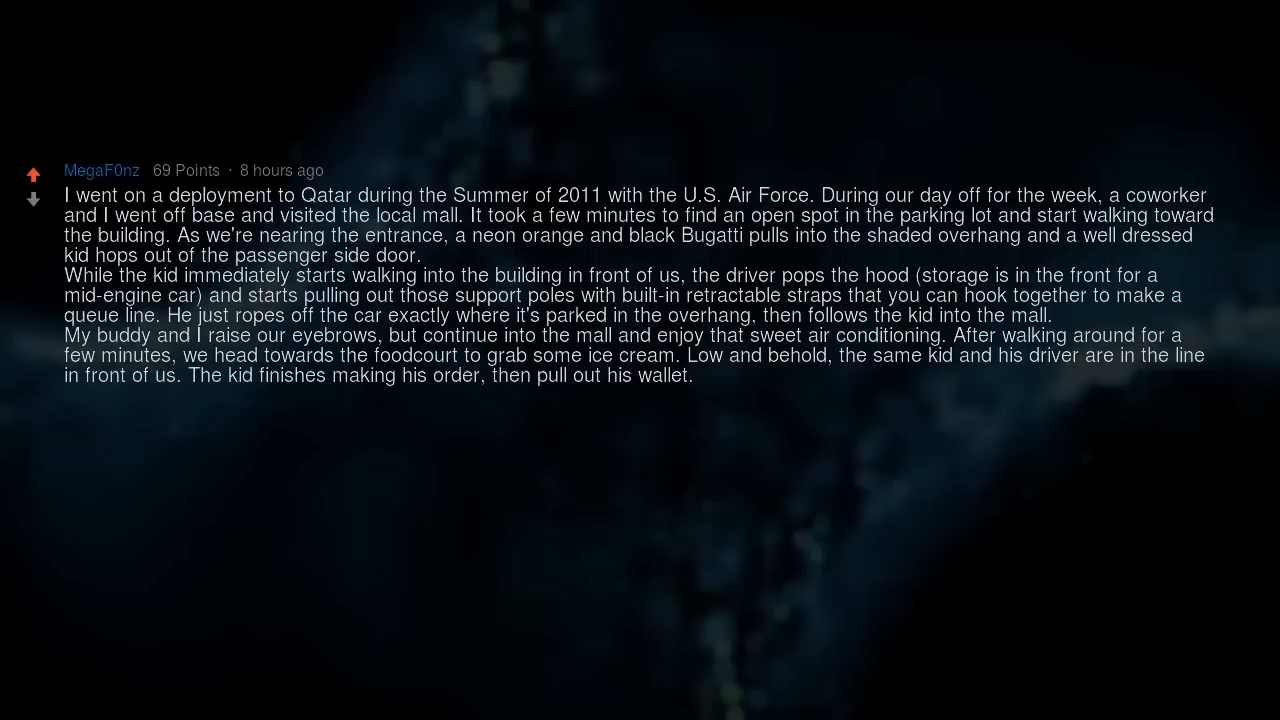 MegaF0nz 69 Points · 8 hours ago
I went on a deployment to Qatar during the Summer of 2011 with the U.S. Air Force. During our day off for the week, a coworker
and I went off base and visited the local mall. It took a few minutes to find an open spot in the parking lot and start walking toward
the building. As we're nearing the entrance, a neon orange and black Bugatti pulls into the shaded overhang and a well dressed
kid hops out of the passenger side door.
While the kid immediately starts walking into the building in front of us, the driver pops the hood (storage is in the front for a
mid-engine car) and starts pulling out those support poles with built-in retractable straps that you can hook together to make a
queue line. He just ropes off the car exactly where it's parked in the overhang, then follows the kid into the mall.
My buddy and I raise our eyebrows, but continue into the mall and enjoy that sweet air conditioning. After walking around for a
few minutes, we head towards the foodcourt to grab some ice cream. Low and behold, the same kid and his driver are in the line
in front of us. The kid finishes making his order, then pull out his wallet.